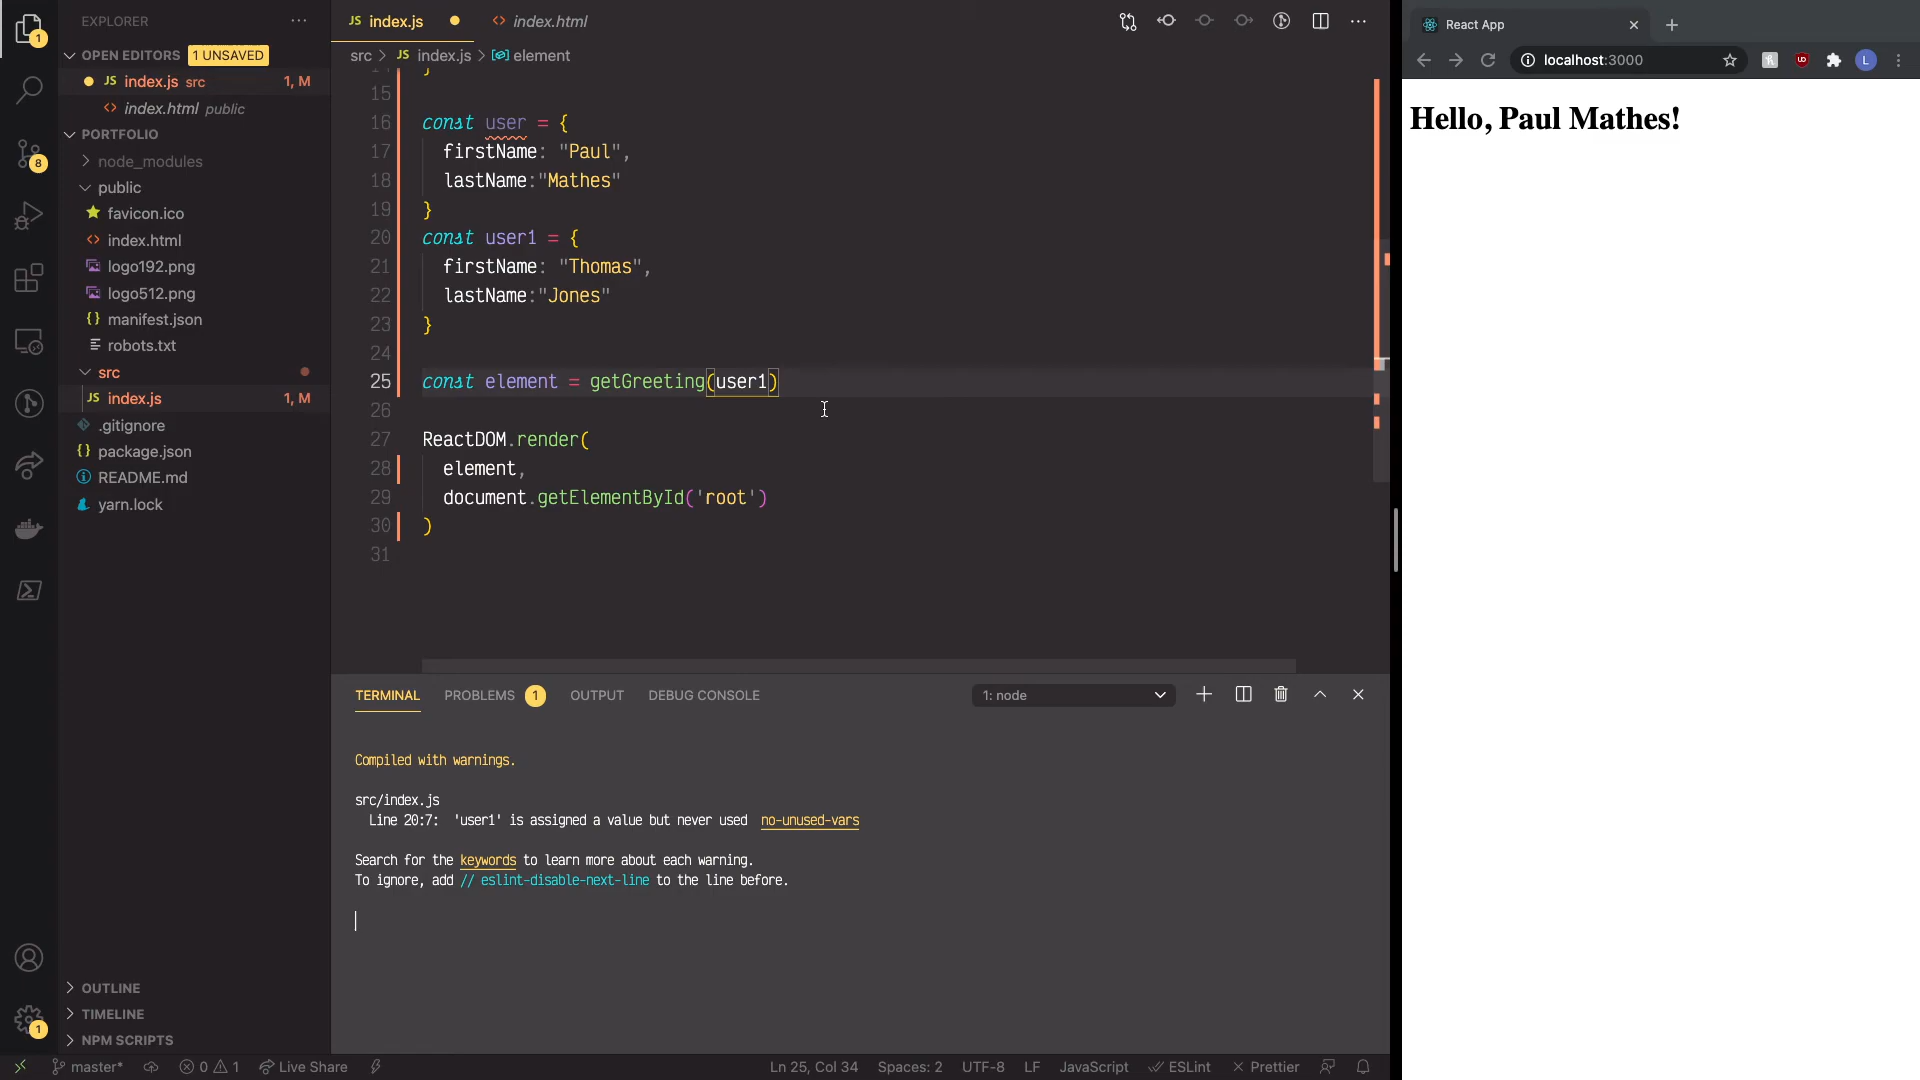 EXPLORER
OPEN EDITORS 1 UNSAVED
JS index.js src 1, M
index.html public
PORTFOLIO
node_modules
public
favicon.ico
index.html
logo192.png
logo512.png
manifest.json
robots.txt
src
JS index.js 1, M
.gitignore
package.json
README.md
yarn.lock
OUTLINE
TIMELINE
NPM SCRIPTS
1
8
1
JS index.js
index.html
src > JS index.js > element
15
16 const user = {
17 firstName: "Paul",
18 lastName:"Mathes"
19 }
20 const user1 = {
21 firstName: "Thomas",
22 lastName:"Jones"
23 }
24
25 const element = getGreeting(user1)
26
27 ReactDOM.render(
28 element,
29 document.getElementById('root')
30 )
31
TERMINAL PROBLEMS 1 OUTPUT DEBUG CONSOLE 1: node
Compiled with warnings.
src/index.js
Line 20:7: 'user1' is assigned a value but never used no-unused-vars
Search for the keywords to learn more about each warning.
To ignore, add // eslint-disable-next-line to the line before.
master* 0 1 Live Share Ln 25, Col 34 Spaces: 2 UTF-8 LF JavaScript ESLint Prettier
React App
localhost:3000
L
Hello, Paul Mathes!